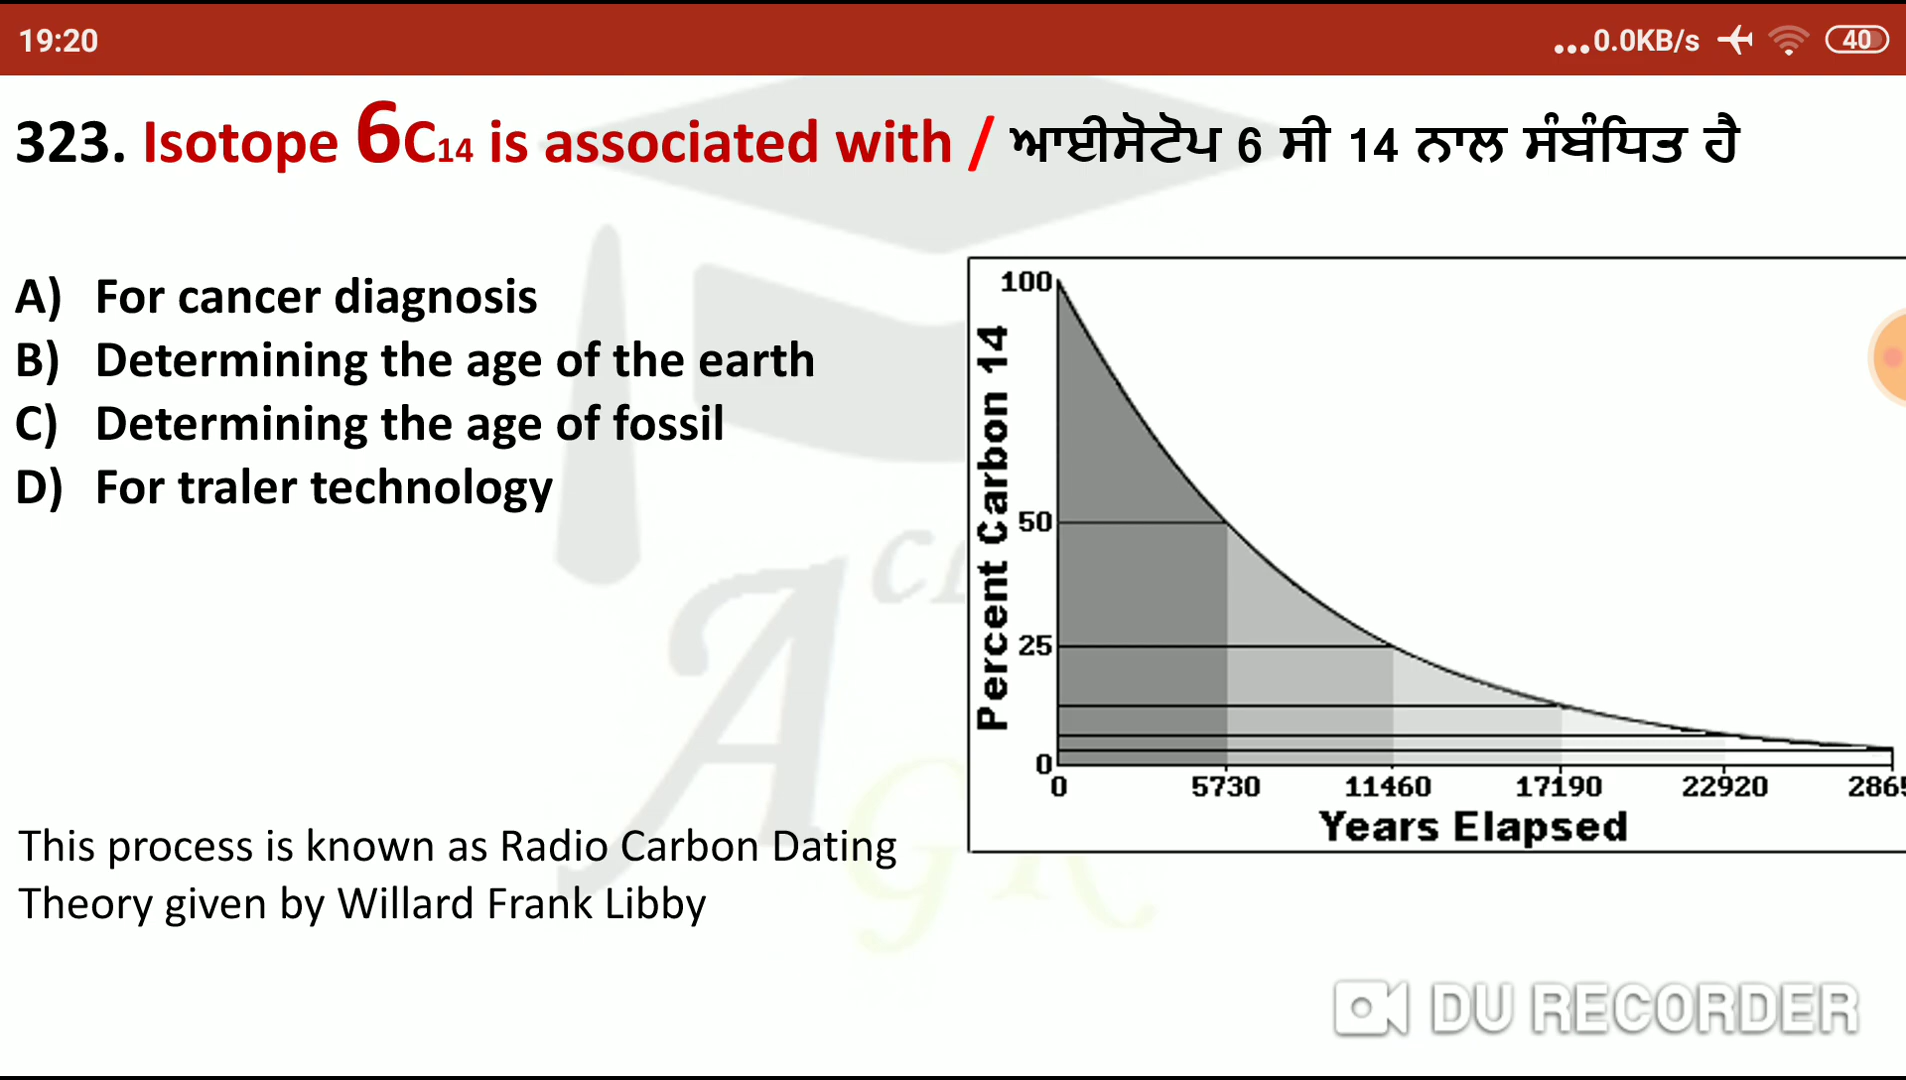 19:20
...0.0KB/s
40
323. Isotope 6C14 is associated with / ਆਈਸੋਟੋਪ 6 ਸੀ 14 ਨਾਲ ਸੰਬੰਧਿਤ ਹੈ
A) For cancer diagnosis
B) Determining the age of the earth
C) Determining the age of fossil
D) For traler technology
This process is known as Radio Carbon Dating
Theory given by Willard Frank Libby
Percent Carbon 14
100
50
25
0
0 5730 11460 17190 22920 2865
Years Elapsed
DU RECORDER